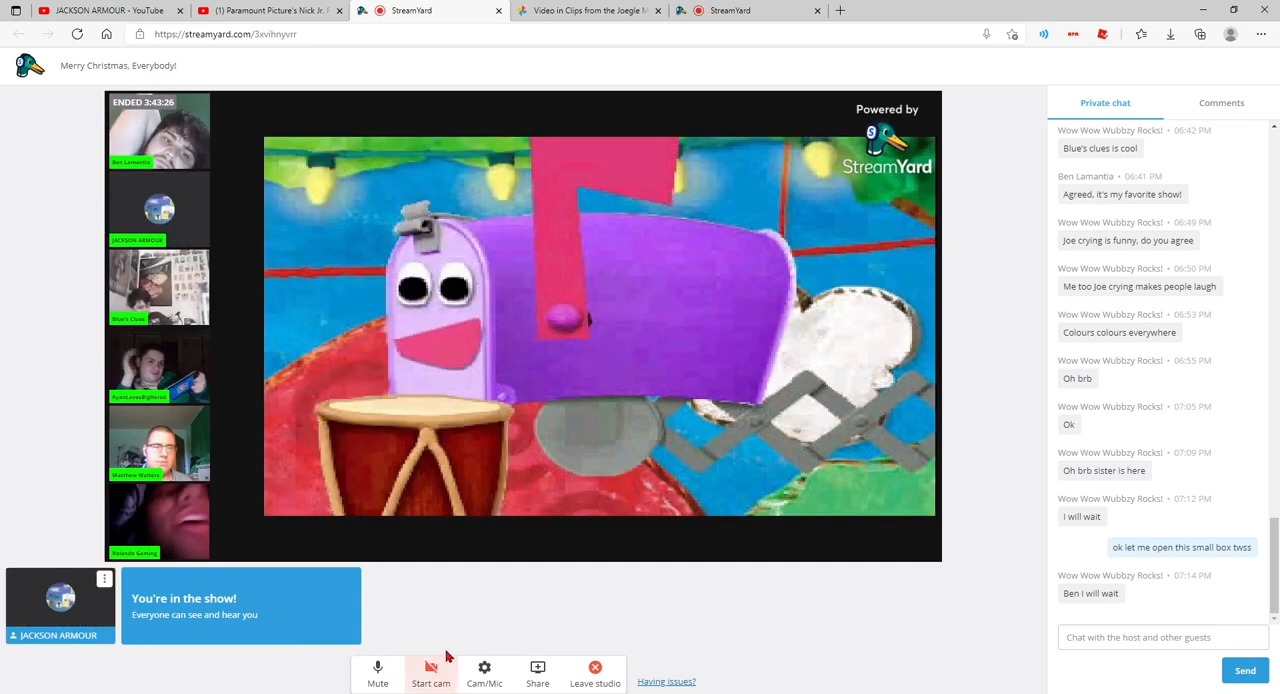 JACKSON ARMOUR - YouTube
(1) Paramount Picture's Nick Jr. F
StreamYard
Video in Clips from the Joegle M
StreamYard
https://streamyard.com/3xvihnyvrr
Merry Christmas, Everybody!
ENDED 3:43:26
Ben Lamantia
JACKSON ARMOUR
Blue's Clues
RyanLovesBigHero6
Matthew Walters
Rolando Gaming
Powered by
StreamYard
You're in the show!
Everyone can see and hear you
JACKSON ARMOUR
Mute
Start cam
Cam/Mic
Share
Leave studio
Having issues?
Private chat
Comments
Wow Wow Wubbzy Rocks! • 06:42 PM
Blue's clues is cool
Ben Lamantia • 06:41 PM
Agreed, it's my favorite show!
Wow Wow Wubbzy Rocks! • 06:49 PM
Joe crying is funny, do you agree
Wow Wow Wubbzy Rocks! • 06:50 PM
Me too Joe crying makes people laugh
Wow Wow Wubbzy Rocks! • 06:53 PM
Colours colours everywhere
Wow Wow Wubbzy Rocks! • 06:55 PM
Oh brb
Wow Wow Wubbzy Rocks! • 07:05 PM
Ok
Wow Wow Wubbzy Rocks! • 07:09 PM
Oh brb sister is here
Wow Wow Wubbzy Rocks! • 07:12 PM
I will wait
ok let me open this small box twss
Wow Wow Wubbzy Rocks! • 07:14 PM
Ben I will wait
Chat with the host and other guests
Send